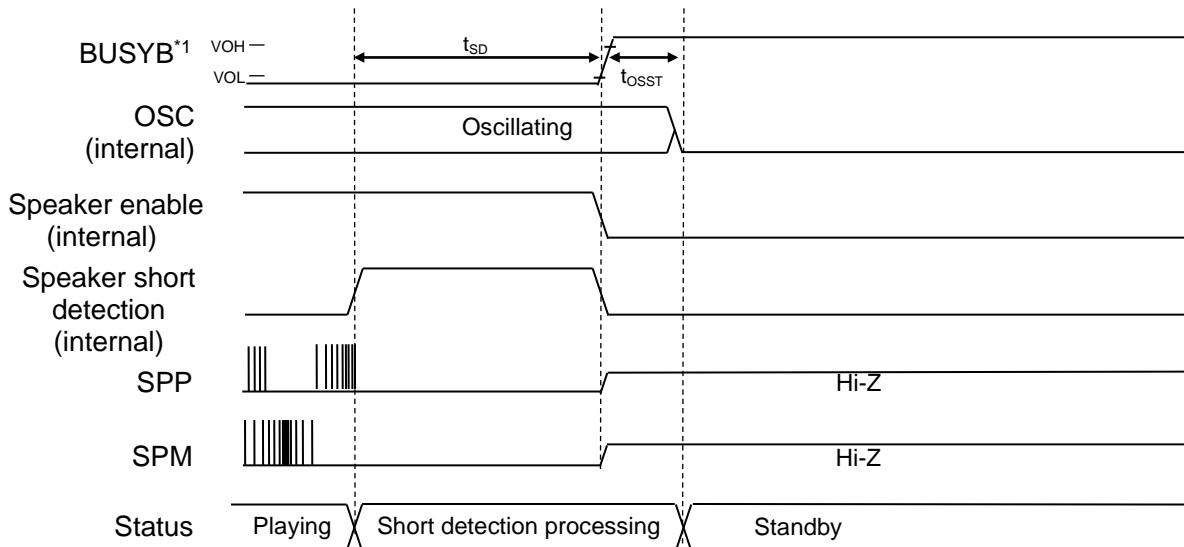 BUSYB*1
VOH
VOL
tSD
tOSST
OSC
(internal)
Oscillating
Speaker enable
(internal)
Speaker short
detection
(internal)
SPP
Hi-Z
SPM
Hi-Z
Status
Playing
Short detection processing
Standby